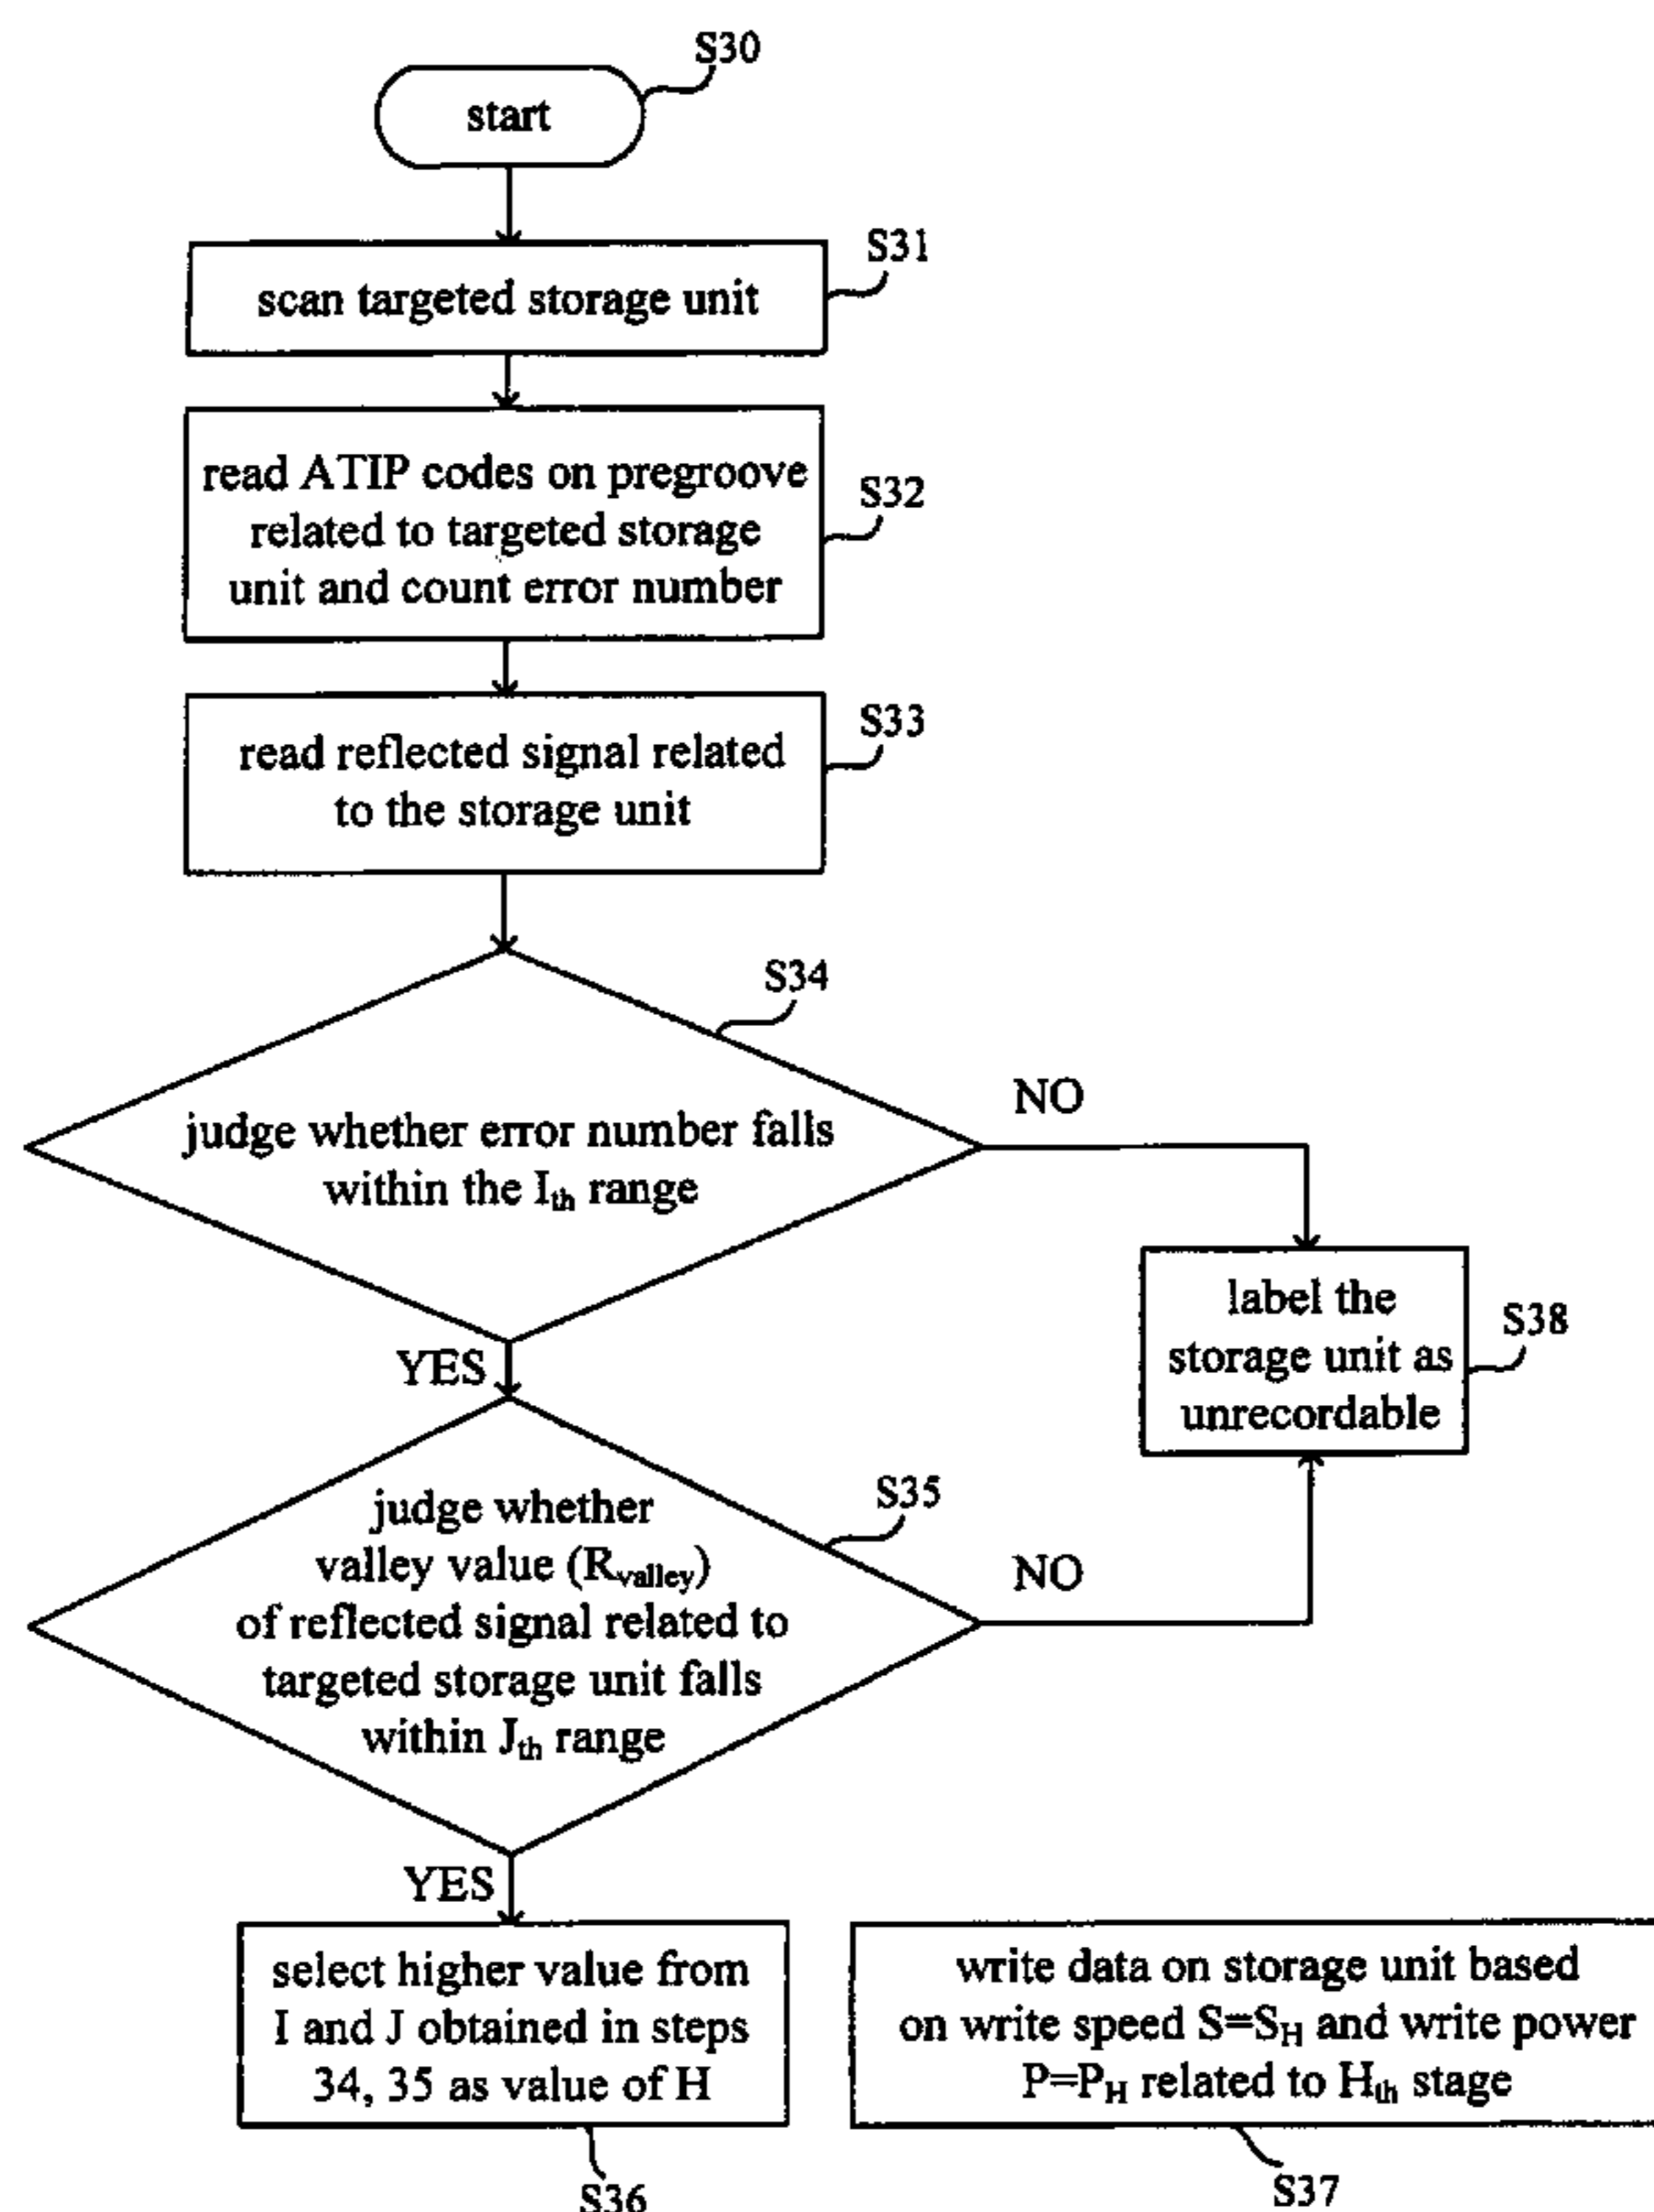 S30
start
S31
scan targeted storage unit
S32
read ATIP codes on pregroove
related to targeted storage
unit and count error number
S33
read reflected signal related
to the storage unit
S34
judge whether error number falls
within the Ith range
NO
YES
label the
storage unit as
unrecordable
S38
S35
judge whether
valley value (Rvalley)
of reflected signal related to
targeted storage unit falls
within Jth range
NO
YES
select higher value from
I and J obtained in steps
34, 35 as value of H
S36
write data on storage unit based
on write speed S=SH and write power
P=PH related to Hth stage
S37